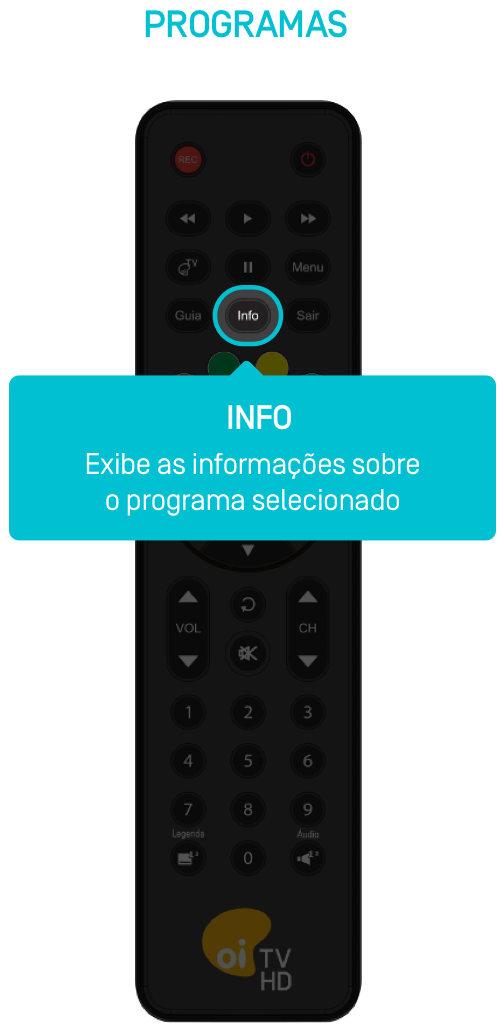 PROGRAMAS
REC
TV
Menu
Guia
Info
Sair
INFO
Exibe as informações sobre
o programa selecionado
VOL
CH
1
2
3
4
5
6
7
8
9
Legenda
Áudio
0
oi TV
HD